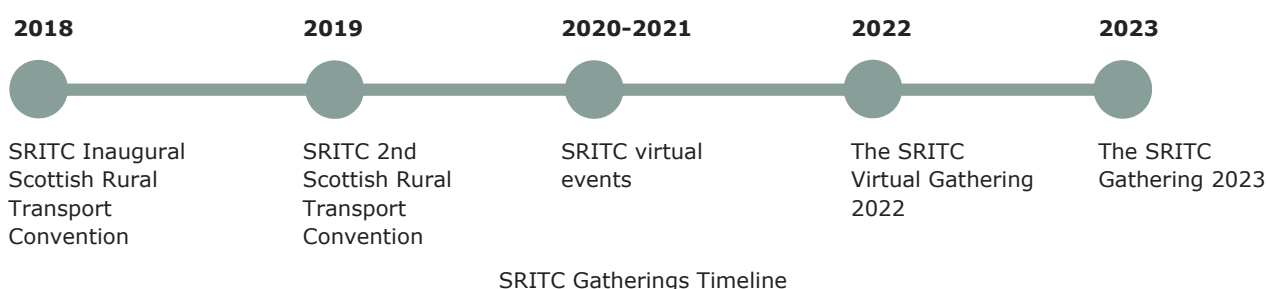 2018
2019
2020-2021
2022
2023
SRITC Inaugural
Scottish Rural
Transport
Convention
SRITC 2nd
Scottish Rural
Transport
Convention
SRITC virtual
events
The SRITC
Virtual Gathering
2022
The SRITC
Gathering 2023
SRITC Gatherings Timeline